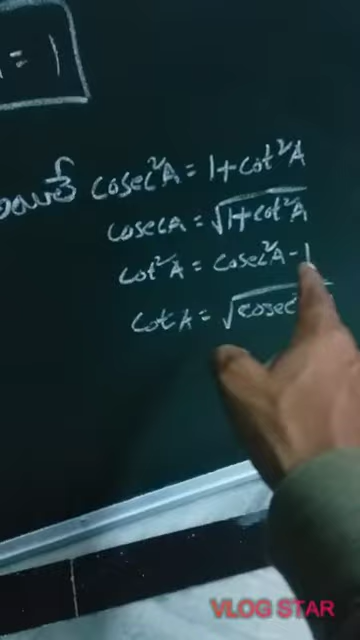 = 1
cosec²A = 1+cot²A
cosecA = √1+cot²A
cot²A = cosec²A-1
cotA = √cosec
VLOG STAR